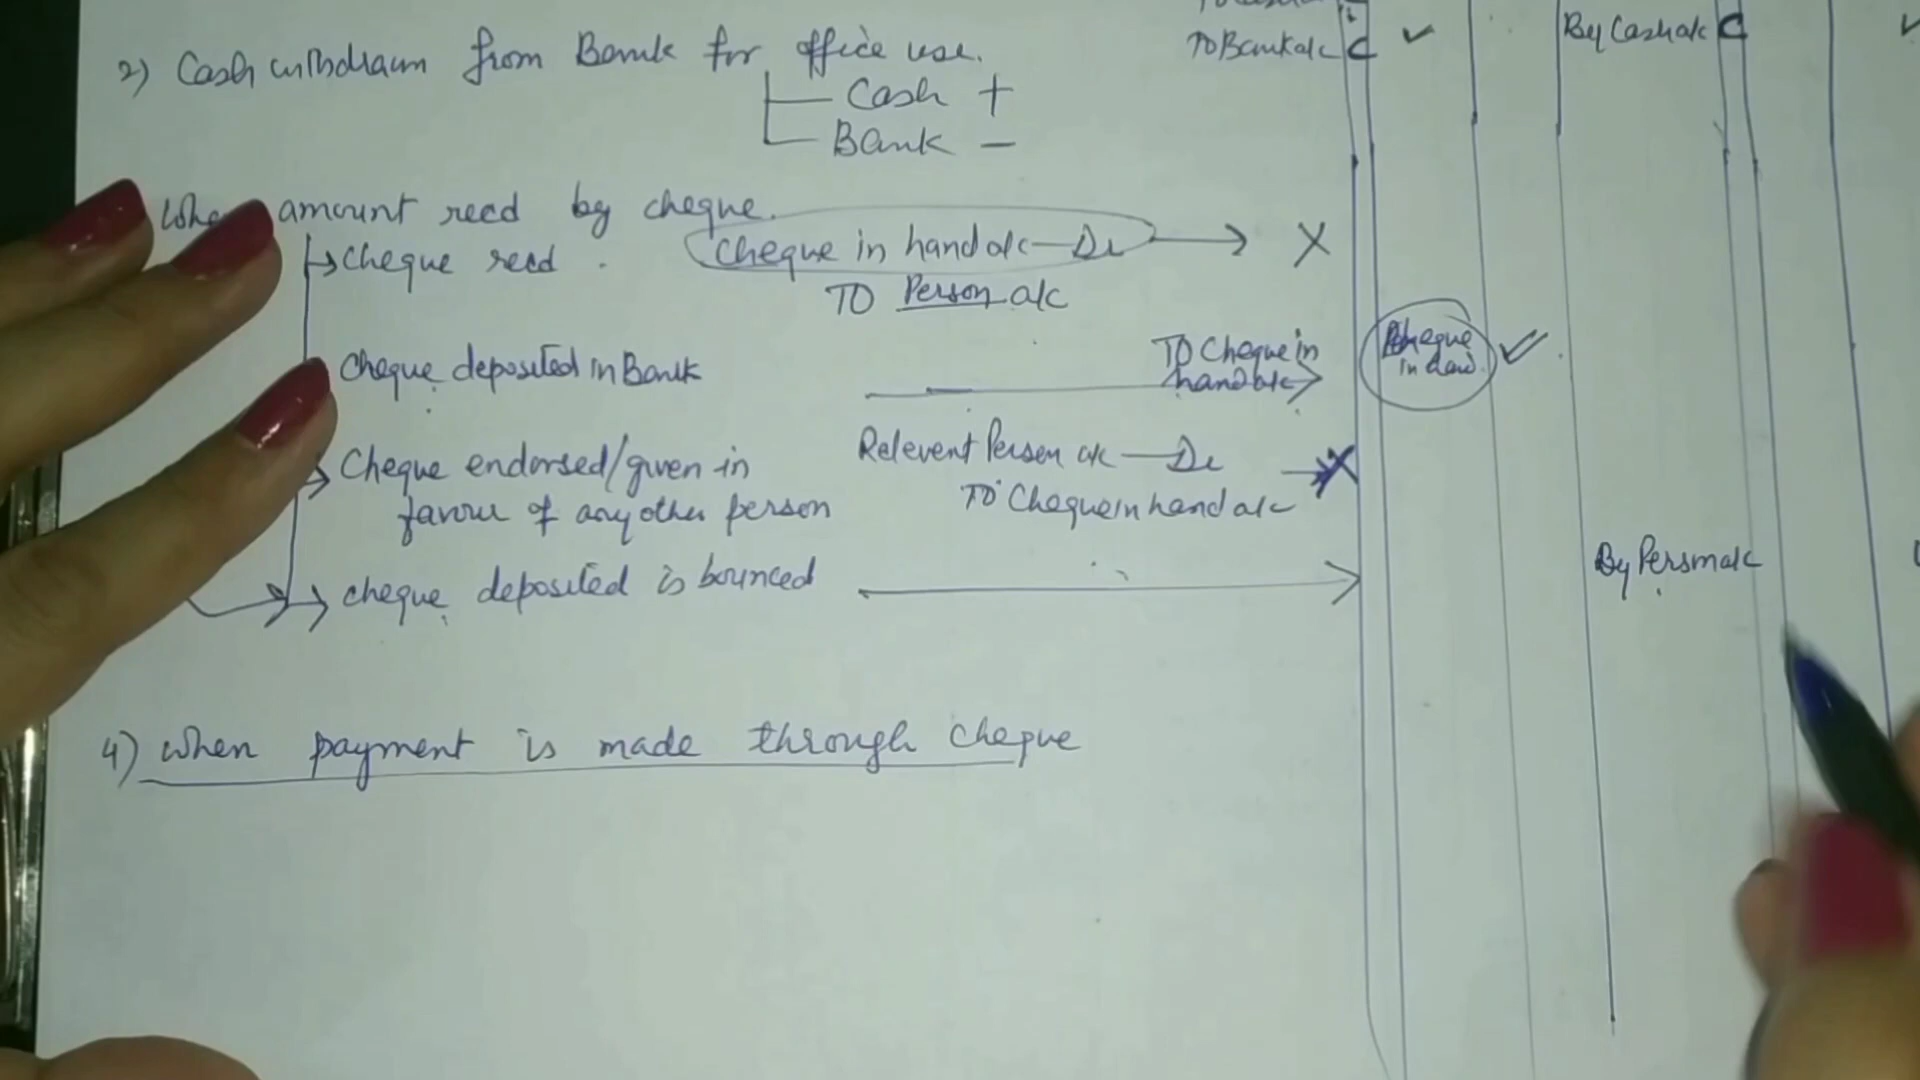 2) Cash withdrawn from Bank for office use.
TO Bank a/c C ✓
By Cash a/c C
Cash +
Bank −
When amount recd by cheque.
→ Cheque recd.
Cheque in hand a/c — Dr → X
TO Person a/c
Cheque deposited in Bank
TO Cheque in
hand a/c
Cheque
✓
→ Cheque endorsed/given in
favour of any other person
Relevent Person a/c — Dr → X
TO Cheque in hand a/c
→ cheque deposited is bounced
By Person a/c
4) When payment is made through cheque